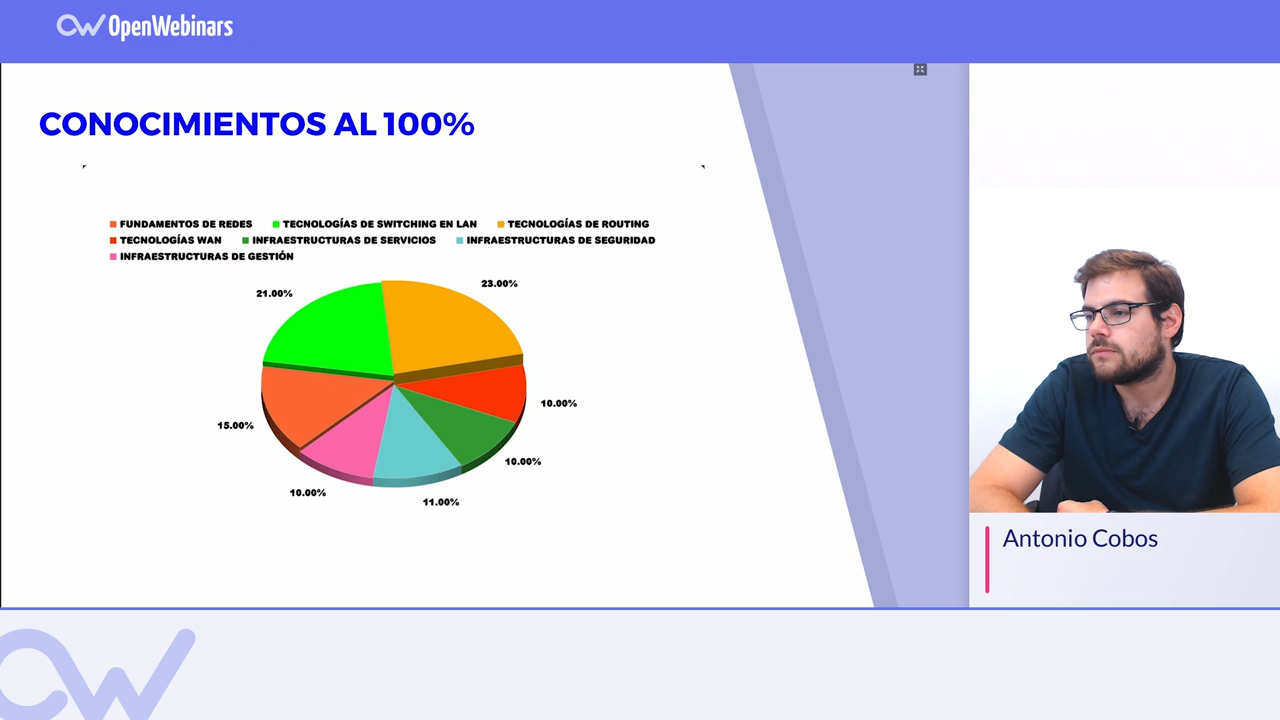 OpenWebinars
CONOCIMIENTOS AL 100%
FUNDAMENTOS DE REDES TECNOLOGÍAS DE SWITCHING EN LAN TECNOLOGÍAS DE ROUTING
TECNOLOGÍAS WAN INFRAESTRUCTURAS DE SERVICIOS INFRAESTRUCTURAS DE SEGURIDAD
INFRAESTRUCTURAS DE GESTIÓN
23.00%
21.00%
10.00%
15.00%
10.00%
10.00%
11.00%
Antonio Cobos